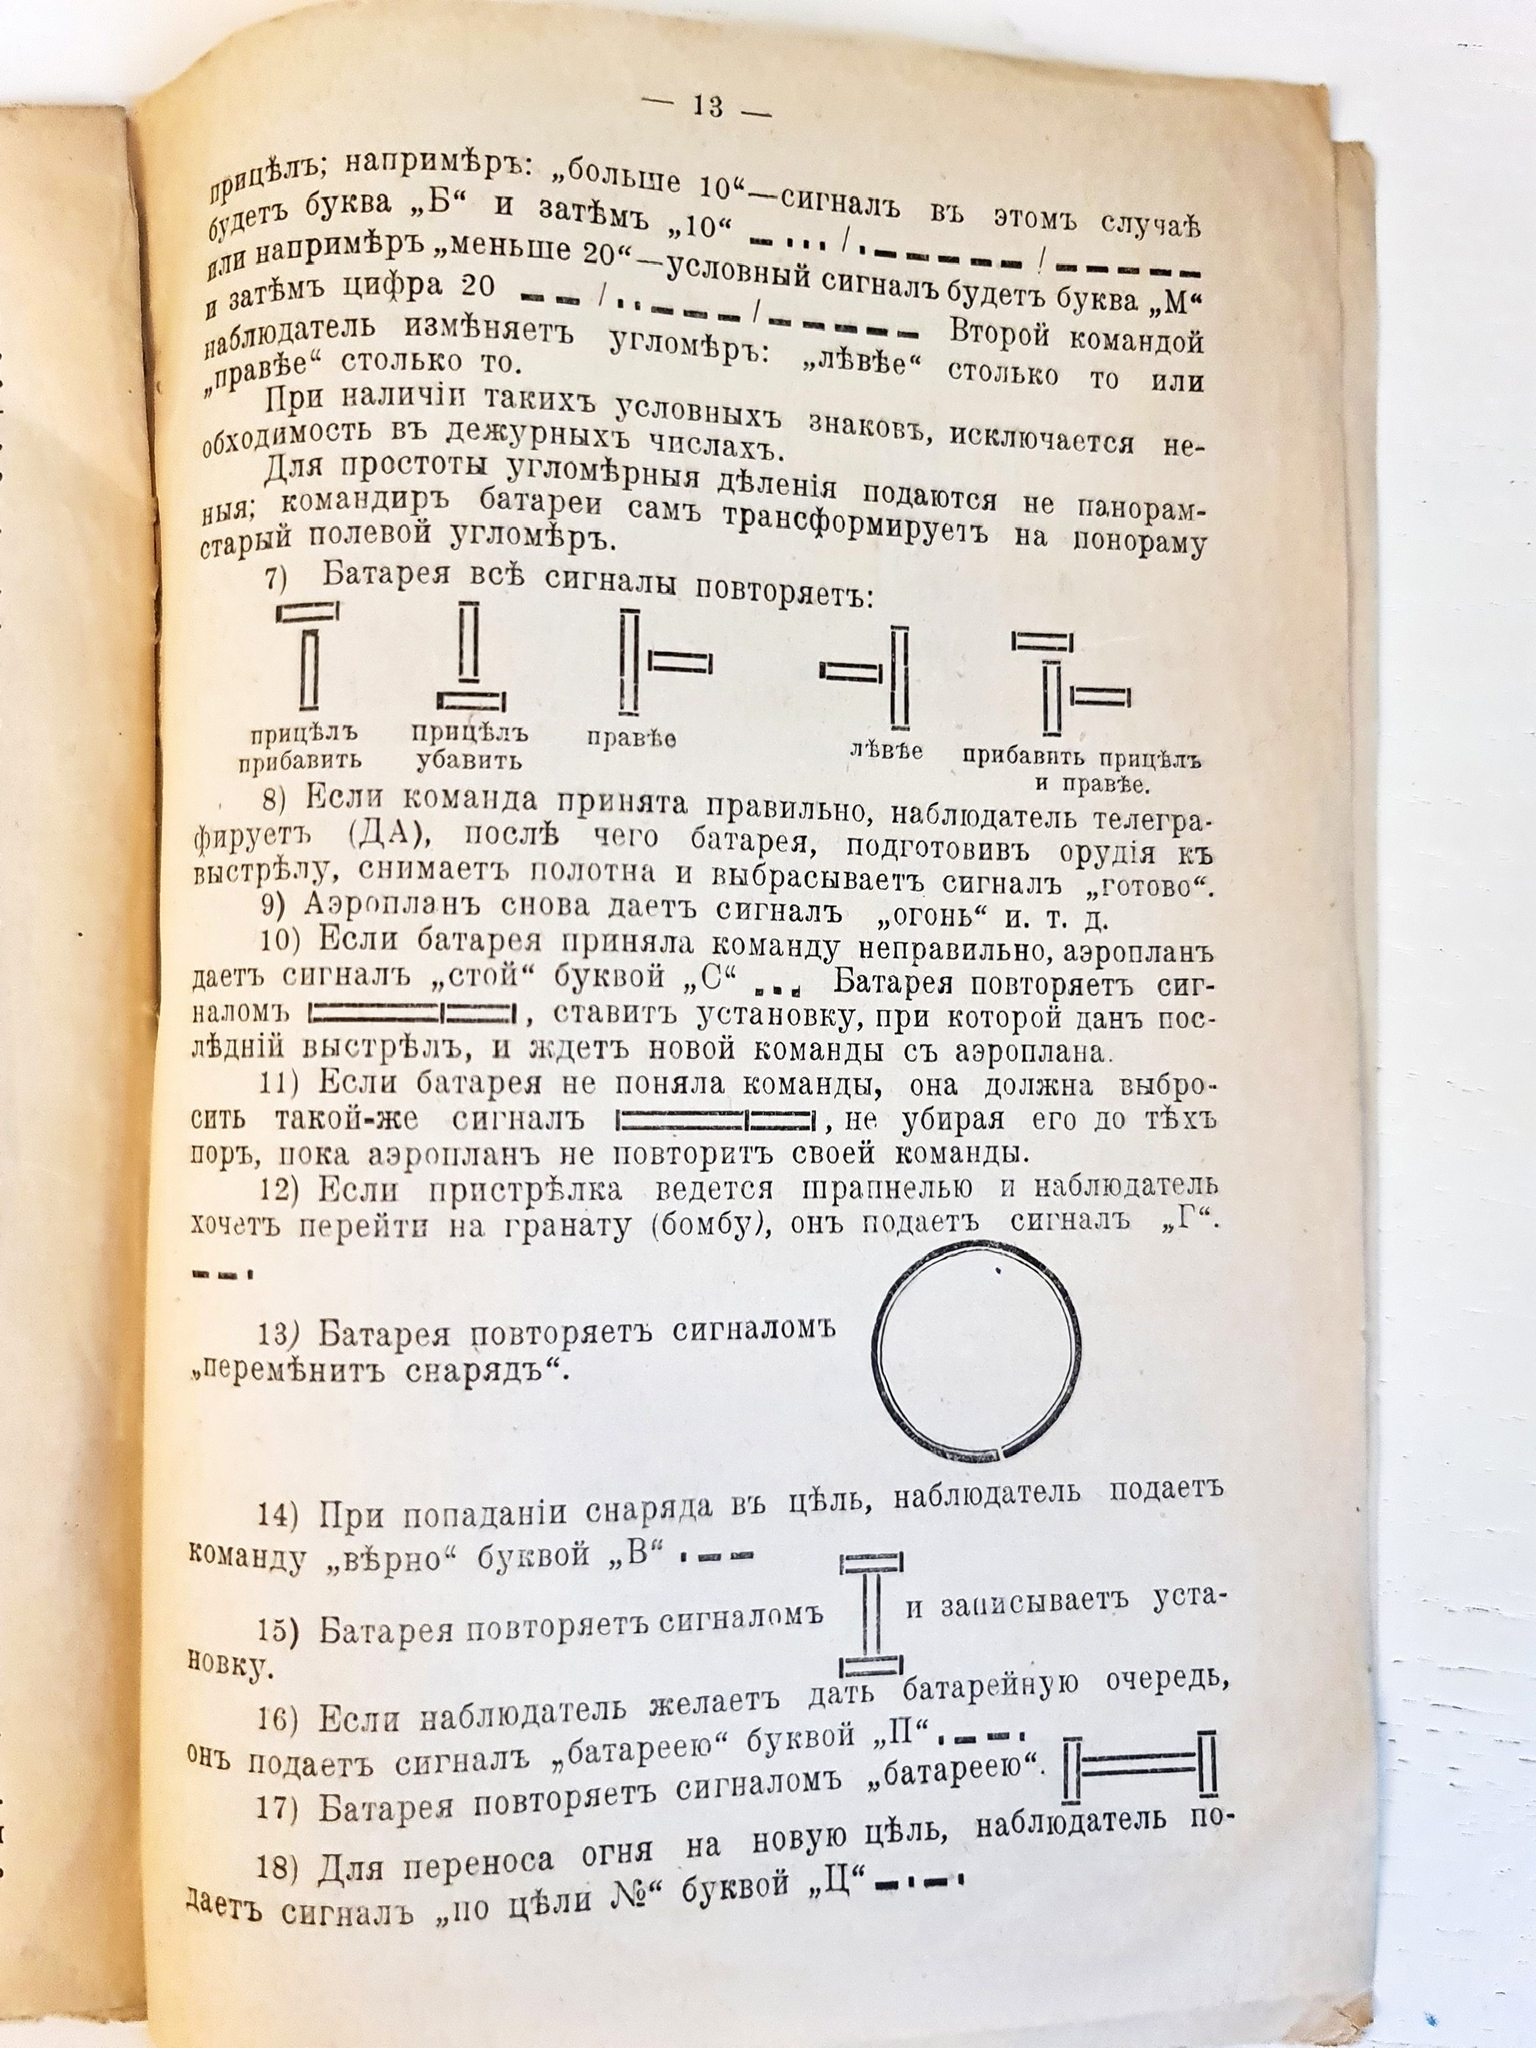 — 13 —
прицѣлъ; напримѣръ: „больше 10“—сигналъ въ этомъ случаѣ
будетъ буква „Б“ и затѣмъ „10“ — . . . / . — — — — — / — — — — —
или напримѣръ „меньше 20“—условный сигналъ будетъ буква „М“
и затѣмъ цифра 20 — — / . . — — — — / — — — — — Второй командой
наблюдатель измѣняетъ угломѣръ: „лѣвѣе“ столько то или
„правѣе“ столько то.
При наличіи такихъ условныхъ знаковъ, исключается не-
обходимость въ дежурныхъ числахъ.
Для простоты угломѣрныя дѣленія подаются не панорам-
ныя; командиръ батареи самъ трансформируетъ на понораму
старый полевой угломѣръ.
7) Батарея всѣ сигналы повторяетъ:
прицѣлъ прибавить
прицѣлъ убавить
правѣе
лѣвѣе
прибавить прицѣлъ и правѣе.
8) Если команда принята правильно, наблюдатель телегра-
фируетъ (ДА), послѣ чего батарея, подготовивъ орудія къ
выстрѣлу, снимаетъ полотна и выбрасываетъ сигналъ „готово“.
9) Аэропланъ снова даетъ сигналъ „огонь“ и. т. д.
10) Если батарея приняла команду неправильно, аэропланъ
даетъ сигналъ „стой“ буквой „С“ . . . Батарея повторяетъ сиг-
наломъ , ставитъ установку, при которой данъ пос-
лѣдній выстрѣлъ, и ждетъ новой команды съ аэроплана.
11) Если батарея не поняла команды, она должна выбро-
сить такой-же сигналъ , не убирая его до тѣхъ
поръ, пока аэропланъ не повторитъ своей команды.
12) Если пристрѣлка ведется шрапнелью и наблюдатель
хочетъ перейти на гранату (бомбу), онъ подаетъ сигналъ „Г“.
— — .
13) Батарея повторяетъ сигналомъ
„перемѣнитъ снарядъ“.
14) При попаданіи снаряда въ цѣль, наблюдатель подаетъ
команду „вѣрно“ буквой „В“ . — —
15) Батарея повторяетъ сигналомъ и записываетъ уста-
новку.
16) Если наблюдатель желаетъ дать батарейную очередь,
онъ подаетъ сигналъ „батареею“ буквой „П“ . — — .
17) Батарея повторяетъ сигналомъ „батареею“.
18) Для переноса огня на новую цѣль, наблюдатель по-
даетъ сигналъ „по цѣли №“ буквой „Ц“ — . — .